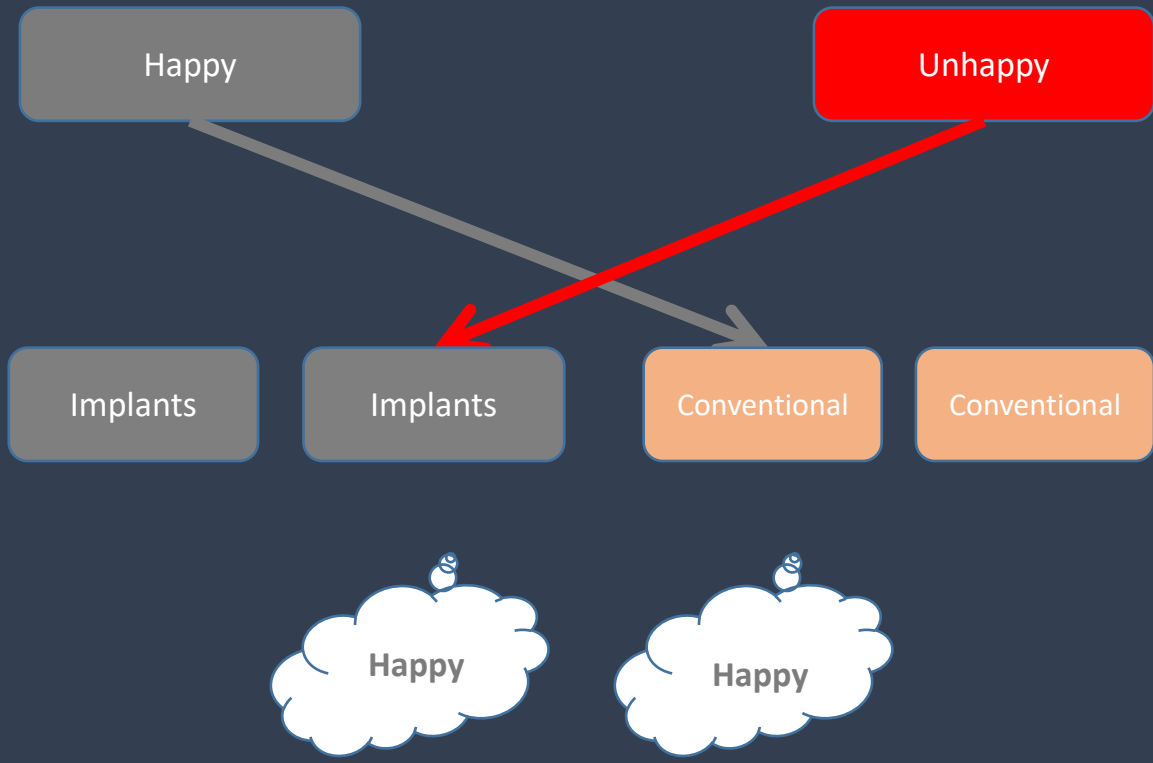 Happy
Unhappy
Implants
Implants
Conventional
Conventional
Happy
Happy